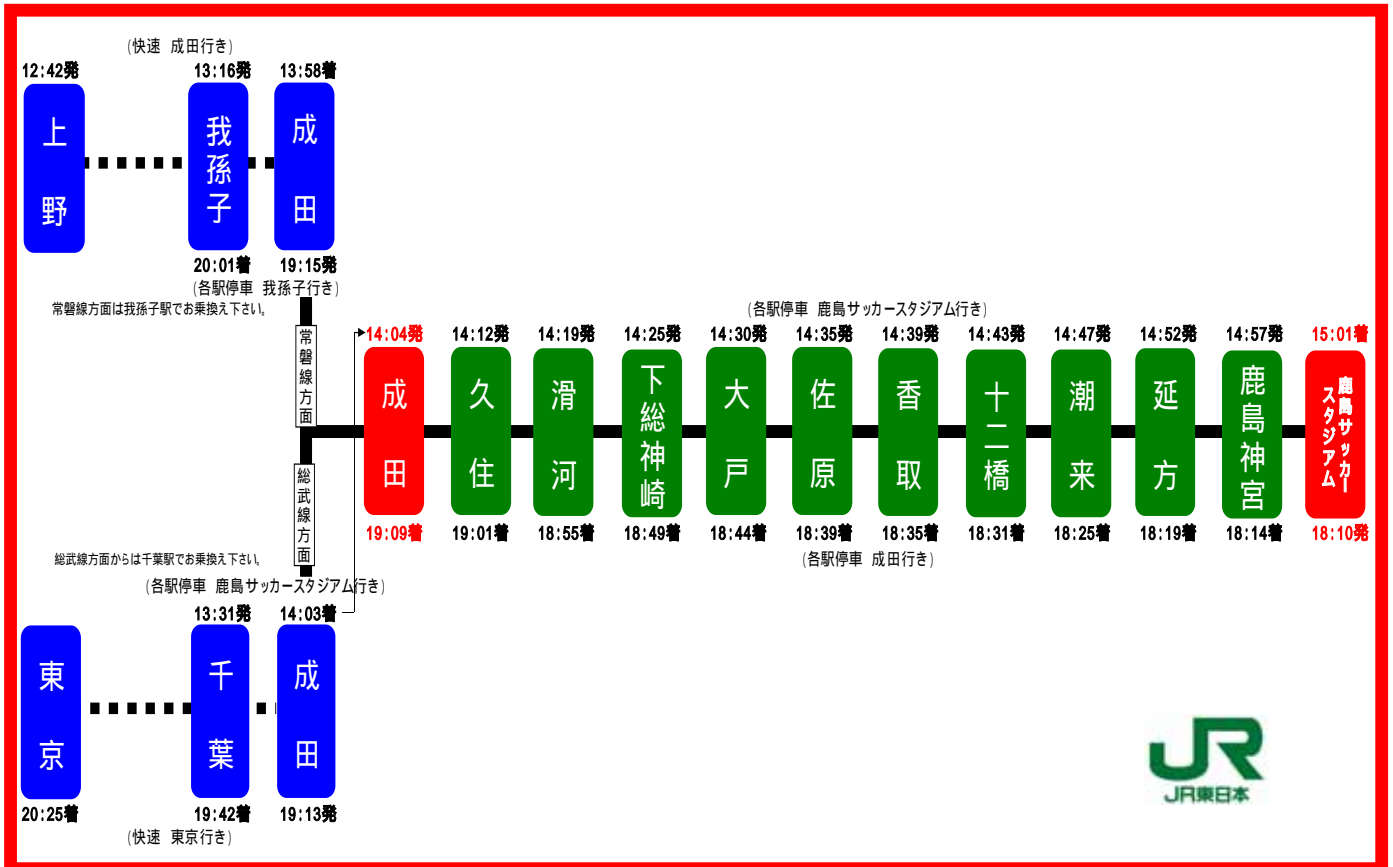 (快速 成田行き)
12:42発 13:16発 13:58着
上野 我孫子 成田
20:01着 19:15発
(各駅停車 我孫子行き)
常磐線方面は我孫子駅でお乗換え下さい。
常磐線方面
(各駅停車 鹿島サッカースタジアム行き)
14:04発 14:12発 14:19発 14:25発 14:30発 14:35発 14:39発 14:43発 14:47発 14:52発 14:57発 15:01着
成田 久住 滑河 下総神崎 大戸 佐原 香取 十二橋 潮来 延方 鹿島神宮 鹿島サッカースタジアム
19:09着 19:01着 18:55着 18:49着 18:44着 18:39着 18:35着 18:31着 18:25着 18:19着 18:14着 18:10発
(各駅停車 成田行き)
総武線方面
総武線方面からは千葉駅でお乗換え下さい。
(各駅停車 鹿島サッカースタジアム行き)
13:31発 14:03着
東京 千葉 成田
20:25着 19:42着 19:13発
(快速 東京行き)
JR
JR東日本